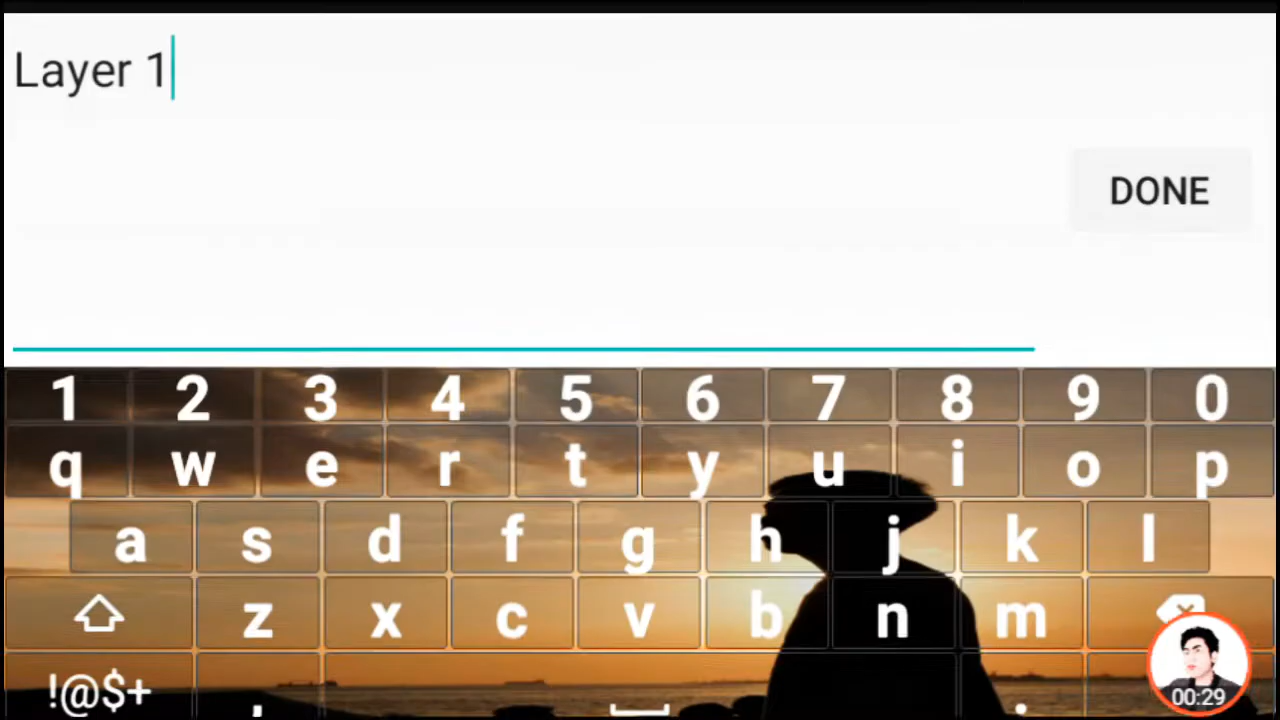 Layer 1
DONE
1 2 3 4 5 6 7 8 9 0
q w e r t y u i o p
a s d f g h j k l
z x c v b n m
!@$+ , .
00:29